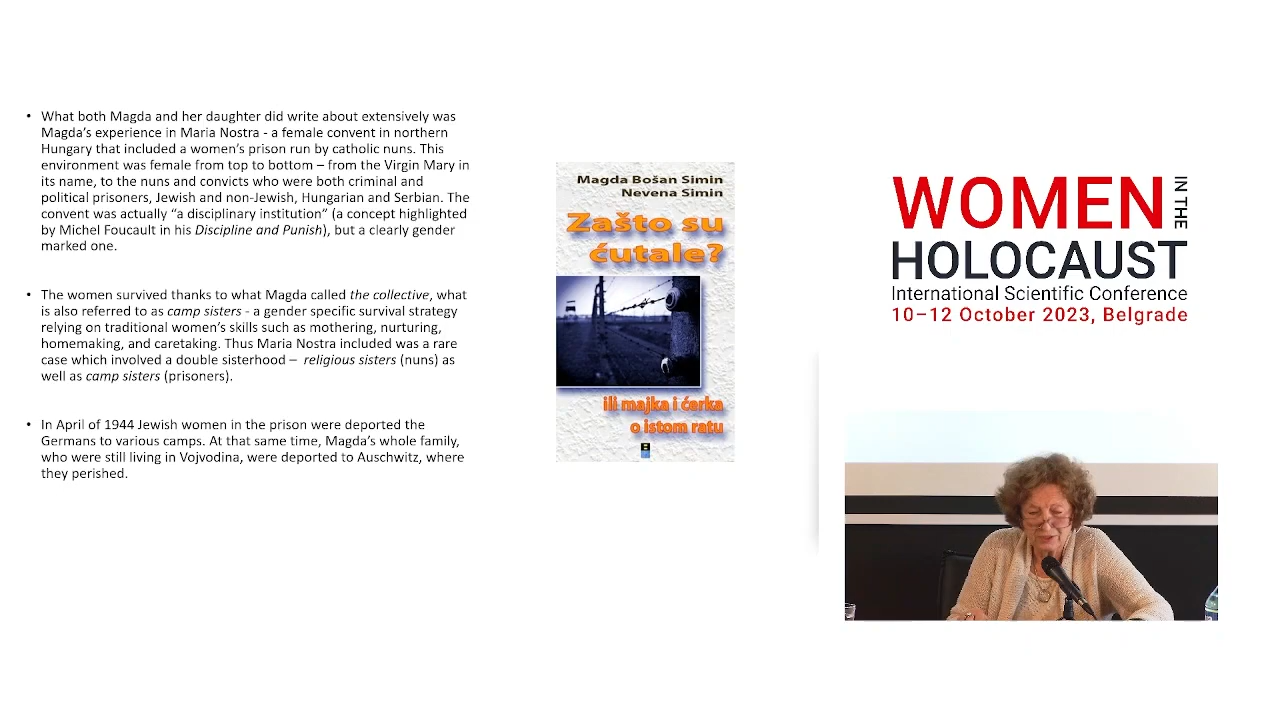 • What both Magda and her daughter did write about extensively was
Magda's experience in Maria Nostra - a female convent in northern
Hungary that included a women's prison run by catholic nuns. This
environment was female from top to bottom – from the Virgin Mary in
its name, to the nuns and convicts who were both criminal and
political prisoners, Jewish and non-Jewish, Hungarian and Serbian. The
convent was actually “a disciplinary institution” (a concept highlighted
by Michel Foucault in his Discipline and Punish), but a clearly gender
marked one.
• The women survived thanks to what Magda called the collective, what
is also referred to as camp sisters - a gender specific survival strategy
relying on traditional women's skills such as mothering, nurturing,
homemaking, and caretaking. Thus Maria Nostra included was a rare
case which involved a double sisterhood – religious sisters (nuns) as
well as camp sisters (prisoners).
• In April of 1944 Jewish women in the prison were deported the
Germans to various camps. At that same time, Magda's whole family,
who were still living in Vojvodina, were deported to Auschwitz, where
they perished.
Magda Bošan Simin
Nevena Simin
Zašto su
ćutale?
ili majka i ćerka
o istom ratu
WOMEN IN THE
HOLOCAUST
International Scientific Conference
10–12 October 2023, Belgrade